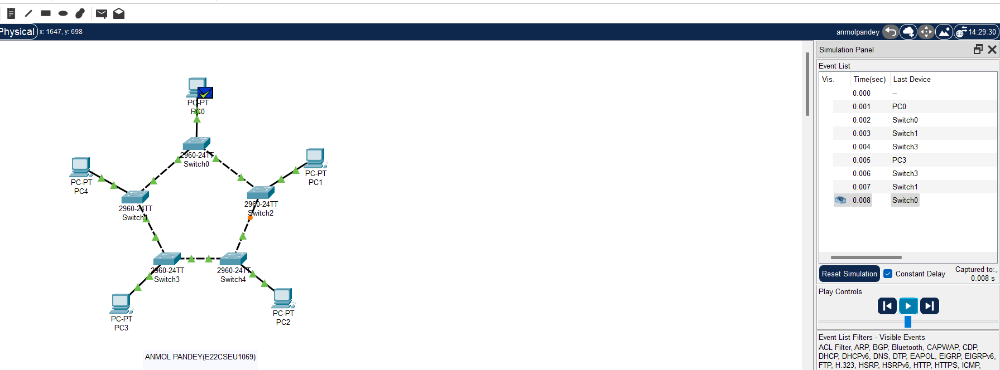 Physical x: 1647, y: 698 anmolpandey 14:29:30
Simulation Panel
Event List
Vis. Time(sec) Last Device
0.000 --
0.001 PC0
0.002 Switch0
0.003 Switch1
0.004 Switch3
0.005 PC3
0.006 Switch3
0.007 Switch1
0.008 Switch0
Reset Simulation Constant Delay Captured to:
0.008 s
Play Controls
Event List Filters - Visible Events
ACL Filter, ARP, BGP, Bluetooth, CAPWAP, CDP,
DHCP, DHCPv6, DNS, DTP, EAPOL, EIGRP, EIGRPv6,
FTP, H.323, HSRP, HSRPv6, HTTP, HTTPS, ICMP,
PC-PT
PC0
2960-24TT
Switch0
PC-PT
PC1
PC-PT
PC4
2960-24TT
Switch2
2960-24TT
Switch1
2960-24TT
Switch3
2960-24TT
Switch4
PC-PT
PC2
PC-PT
PC3
ANMOL PANDEY(E22CSEU1069)